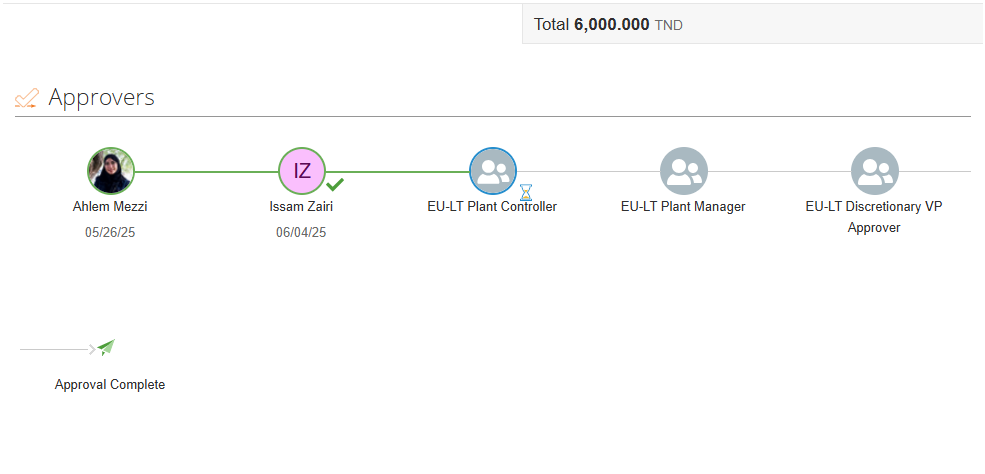 Total 6,000.000 TND
Approvers
IZ
Ahlem Mezzi
Issam Zairi
EU-LT Plant Controller
EU-LT Plant Manager
EU-LT Discretionary VP
Approver
05/26/25
06/04/25
Approval Complete